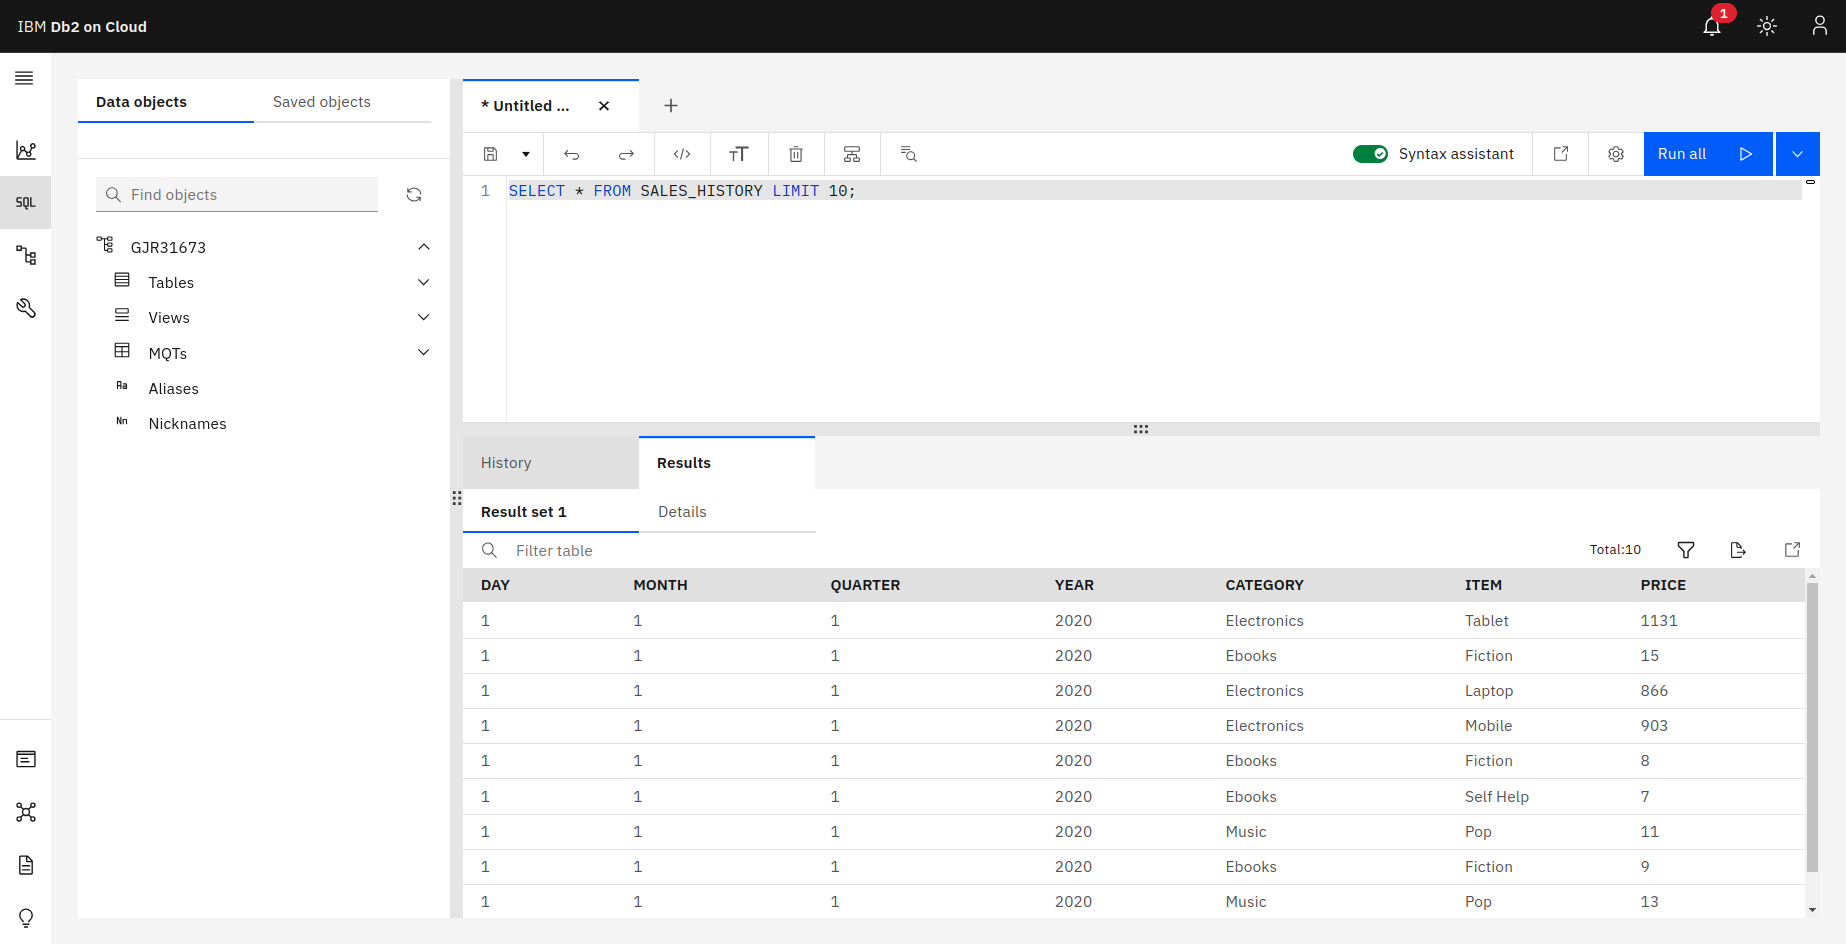 IBM Db2 on Cloud
1
Data objects
Saved objects
* Untitled ...
Syntax assistant
Run all
SQL
Find objects
1
SELECT * FROM SALES_HISTORY LIMIT 10;
GJR31673
Tables
Views
MQTs
Aa
Aliases
Nn
Nicknames
History
Results
Result set 1
Details
Filter table
Total:10
DAY MONTH QUARTER YEAR CATEGORY ITEM PRICE
1 1 1 2020 Electronics Tablet 1131
1 1 1 2020 Ebooks Fiction 15
1 1 1 2020 Electronics Laptop 866
1 1 1 2020 Electronics Mobile 903
1 1 1 2020 Ebooks Fiction 8
1 1 1 2020 Ebooks Self Help 7
1 1 1 2020 Music Pop 11
1 1 1 2020 Ebooks Fiction 9
1 1 1 2020 Music Pop 13